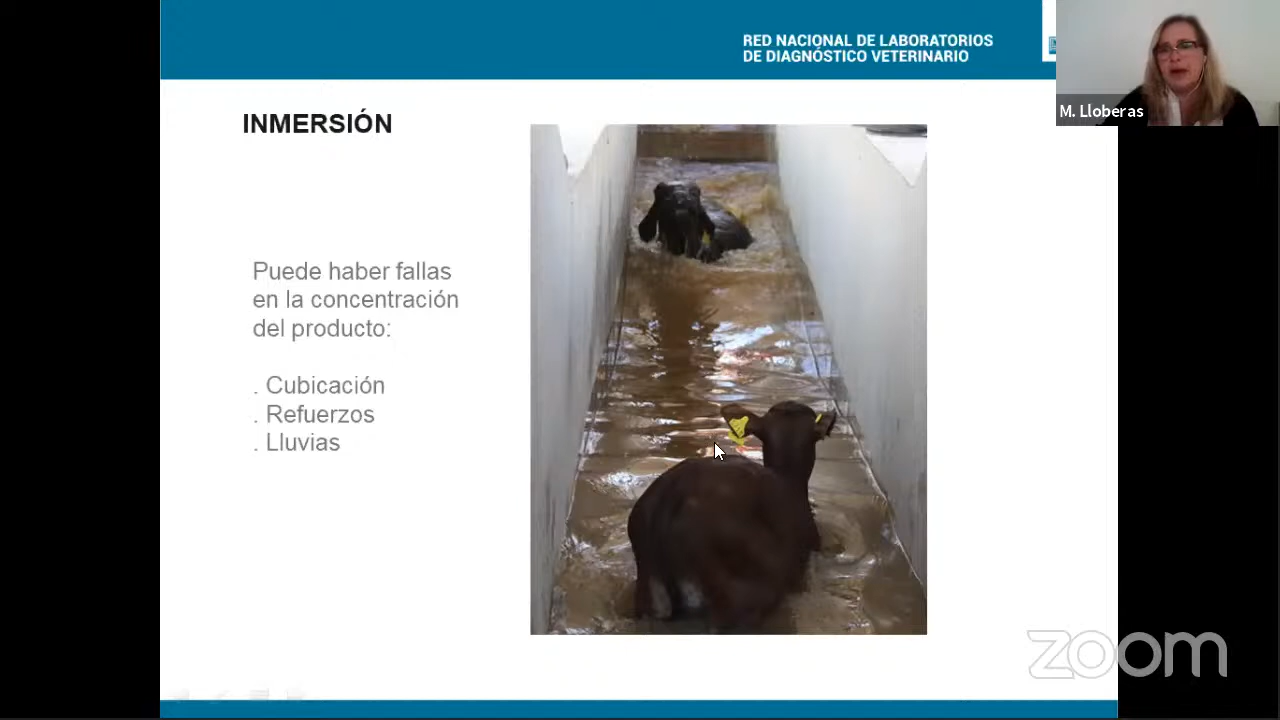 RED NACIONAL DE LABORATORIOS
DE DIAGNÓSTICO VETERINARIO
M. Lloberas
INMERSIÓN
Puede haber fallas
en la concentración
del producto:
. Cubicación
. Refuerzos
. Lluvias
zoom